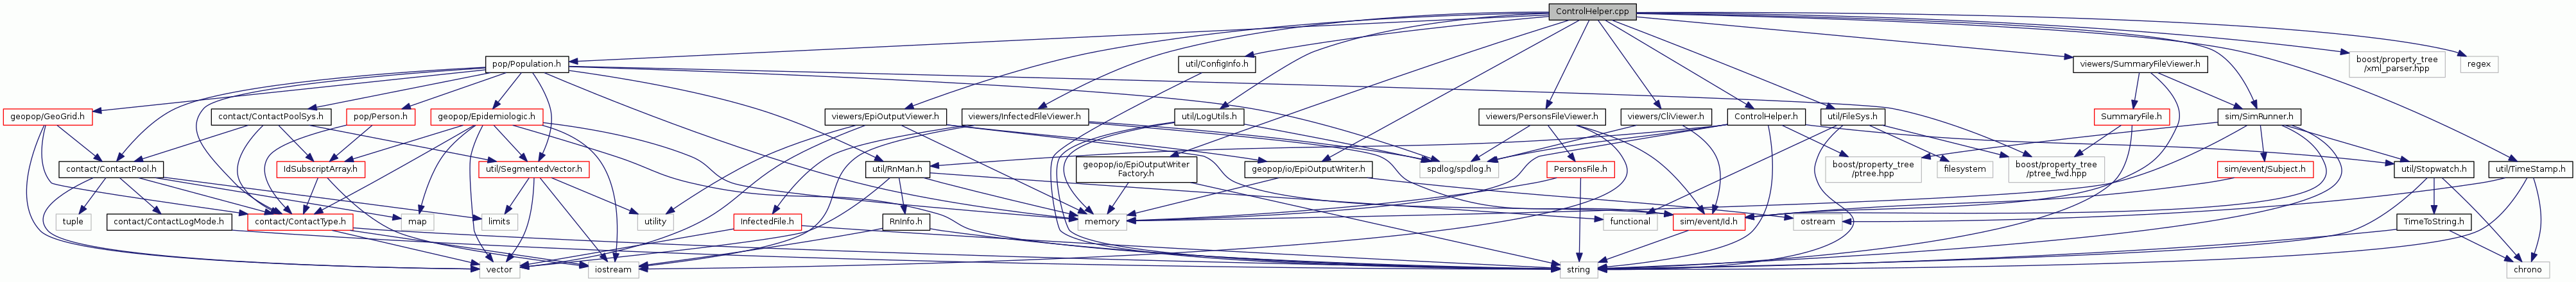 ControlHelper.cpp
pop/Population.h
util/ConfigInfo.h
viewers/SummaryFileViewer.h
boost/property_tree
/xml_parser.hpp
regex
geopop/GeoGrid.h
contact/ContactPoolSys.h
pop/Person.h
geopop/Epidemiologic.h
viewers/EpiOutputViewer.h
viewers/InfectedFileViewer.h
util/LogUtils.h
viewers/PersonsFileViewer.h
viewers/CliViewer.h
ControlHelper.h
util/FileSys.h
SummaryFile.h
sim/SimRunner.h
contact/ContactPool.h
IdSubscriptArray.h
util/SegmentedVector.h
util/RnMan.h
geopop/io/EpiOutputWriter
Factory.h
geopop/io/EpiOutputWriter.h
spdlog/spdlog.h
PersonsFile.h
boost/property_tree
/ptree.hpp
filesystem
boost/property_tree
/ptree_fwd.hpp
sim/event/Subject.h
util/Stopwatch.h
util/TimeStamp.h
tuple
contact/ContactLogMode.h
contact/ContactType.h
map
limits
utility
InfectedFile.h
RnInfo.h
memory
functional
sim/event/Id.h
ostream
TimeToString.h
vector
iostream
string
chrono